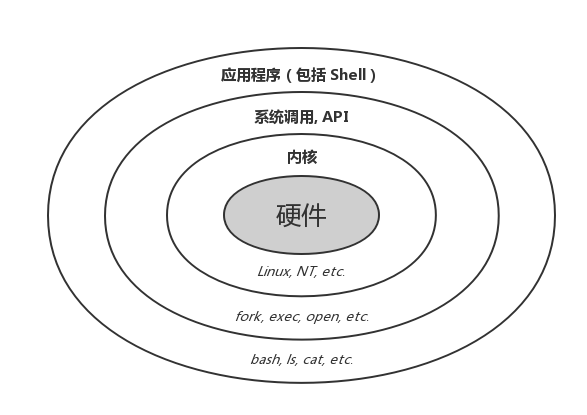 应用程序（包括 Shell）
系统调用, API
内核
硬件
Linux, NT, etc.
fork, exec, open, etc.
bash, ls, cat, etc.